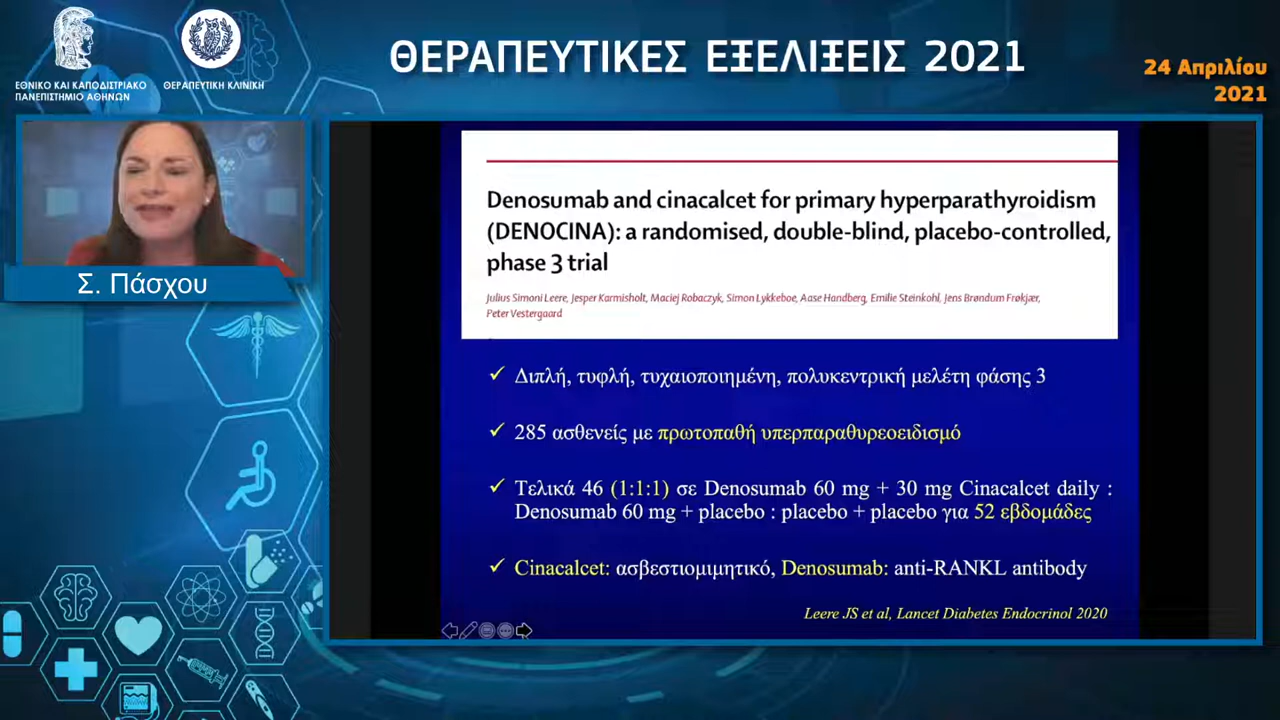 ΕΘΝΙΚΟ ΚΑΙ ΚΑΠΟΔΙΣΤΡΙΑΚΟ
ΠΑΝΕΠΙΣΤΗΜΙΟ ΑΘΗΝΩΝ
ΘΕΡΑΠΕΥΤΙΚΗ ΚΛΙΝΙΚΗ
ΘΕΡΑΠΕΥΤΙΚΕΣ ΕΞΕΛΙΞΕΙΣ 2021
24 Απριλίου
2021
Σ. Πάσχου
Denosumab and cinacalcet for primary hyperparathyroidism
(DENOCINA): a randomised, double-blind, placebo-controlled,
phase 3 trial
Julius Simoni Leere, Jesper Karmisholt, Maciej Robaczyk, Simon Lykkeboe, Aase Handberg, Emilie Steinkohl, Jens Brøndum Frøkjær,
Peter Vestergaard
✓ Διπλή, τυφλή, τυχαιοποιημένη, πολυκεντρική μελέτη φάσης 3
✓ 285 ασθενείς με πρωτοπαθή υπερπαραθυρεοειδισμό
✓ Τελικά 46 (1:1:1) σε Denosumab 60 mg + 30 mg Cinacalcet daily :
Denosumab 60 mg + placebo : placebo + placebo για 52 εβδομάδες
✓ Cinacalcet: ασβεστιομιμητικό, Denosumab: anti-RANKL antibody
Leere JS et al, Lancet Diabetes Endocrinol 2020